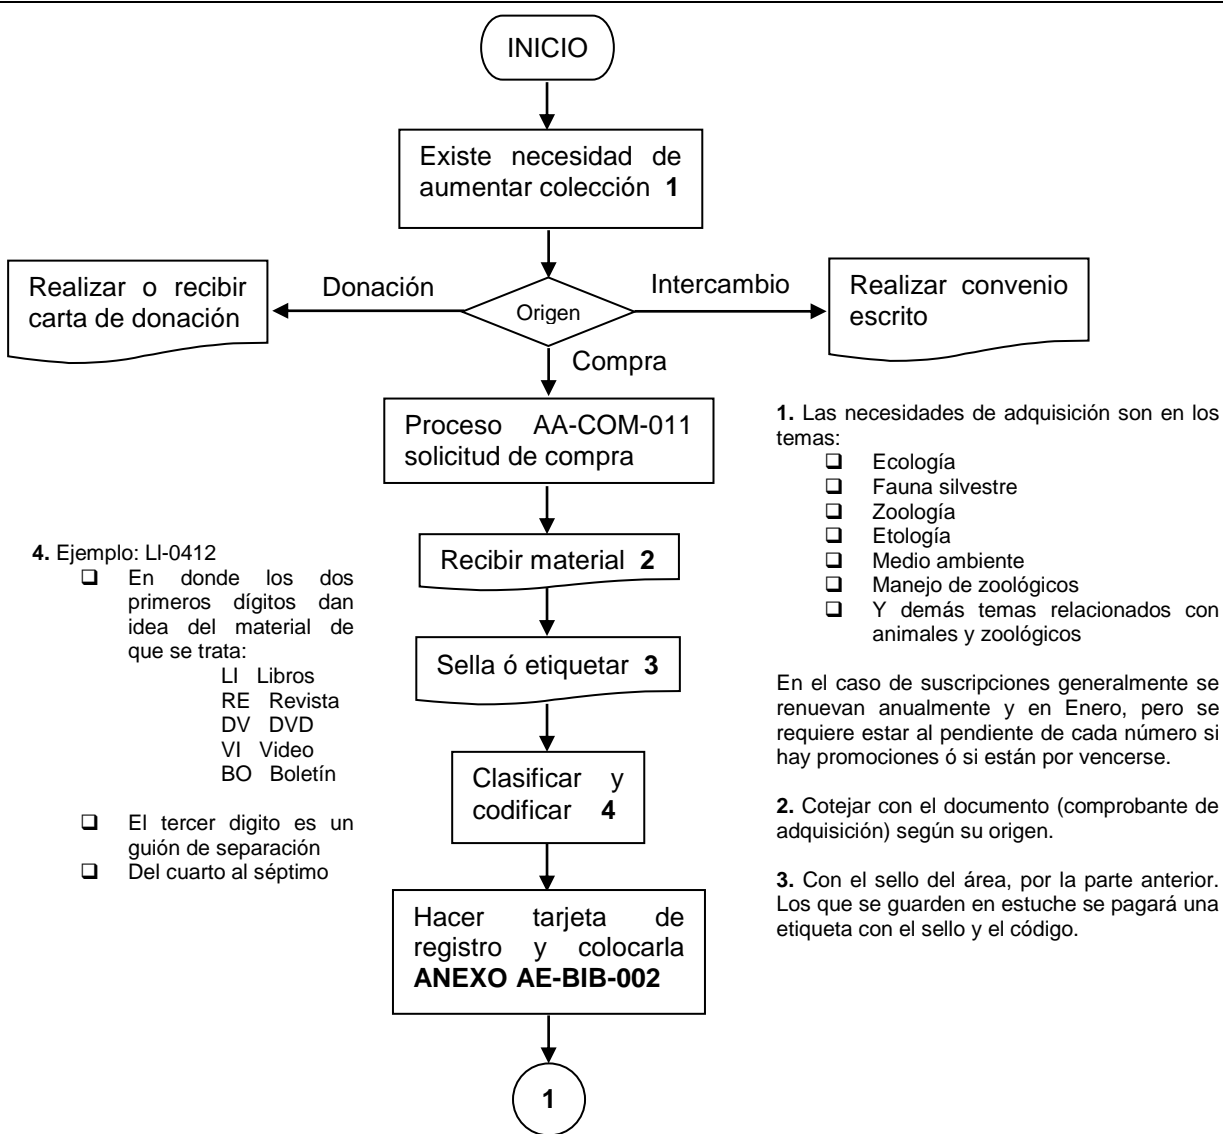 INICIO
Existe necesidad de
aumentar colección 1
Realizar o recibir
carta de donación
Donación
Origen
Intercambio
Realizar convenio
escrito
Compra
Proceso AA-COM-011
solicitud de compra
Recibir material 2
Sella ó etiquetar 3
Clasificar y
codificar 4
Hacer tarjeta de
registro y colocarla
ANEXO AE-BIB-002
1
4. Ejemplo: LI-0412
❑ En donde los dos
primeros dígitos dan
idea del material de
que se trata:
LI Libros
RE Revista
DV DVD
VI Video
BO Boletín
❑ El tercer digito es un
guión de separación
❑ Del cuarto al séptimo
1. Las necesidades de adquisición son en los
temas:
❑ Ecología
❑ Fauna silvestre
❑ Zoología
❑ Etología
❑ Medio ambiente
❑ Manejo de zoológicos
❑ Y demás temas relacionados con
animales y zoológicos
En el caso de suscripciones generalmente se
renuevan anualmente y en Enero, pero se
requiere estar al pendiente de cada número si
hay promociones ó si están por vencerse.
2. Cotejar con el documento (comprobante de
adquisición) según su origen.
3. Con el sello del área, por la parte anterior.
Los que se guarden en estuche se pagará una
etiqueta con el sello y el código.